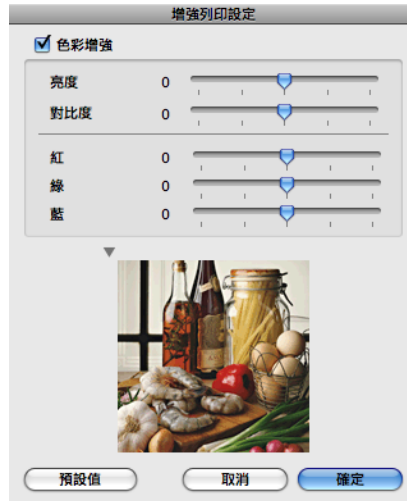 增強列印設定
色彩增強
亮度 0
對比度 0
紅 0
綠 0
藍 0
預設值 取消 確定